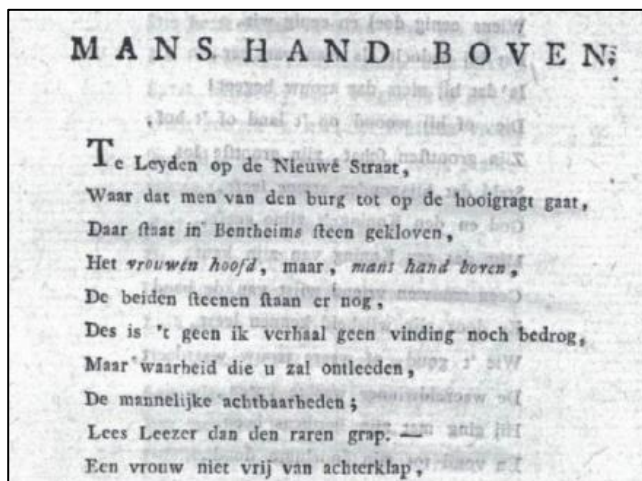 MANS HAND BOVEN;
Te Leyden op de Nieuwe Straat,
Waar dat men van den burg tot op de hooigragt gaat,
Daar staat in Bentheims steen gekloven,
Het vrouwen hoofd, maar, mans hand boven,
De beiden steenen staan er nog,
Des is 't geen ik verhaal geen vinding noch bedrog,
Maar waarheid die u zal ontleeden,
De mannelijke achtbaarheden;
Lees Leezer dan den raren grap. —
Een vrouw niet vrij van achterklap,